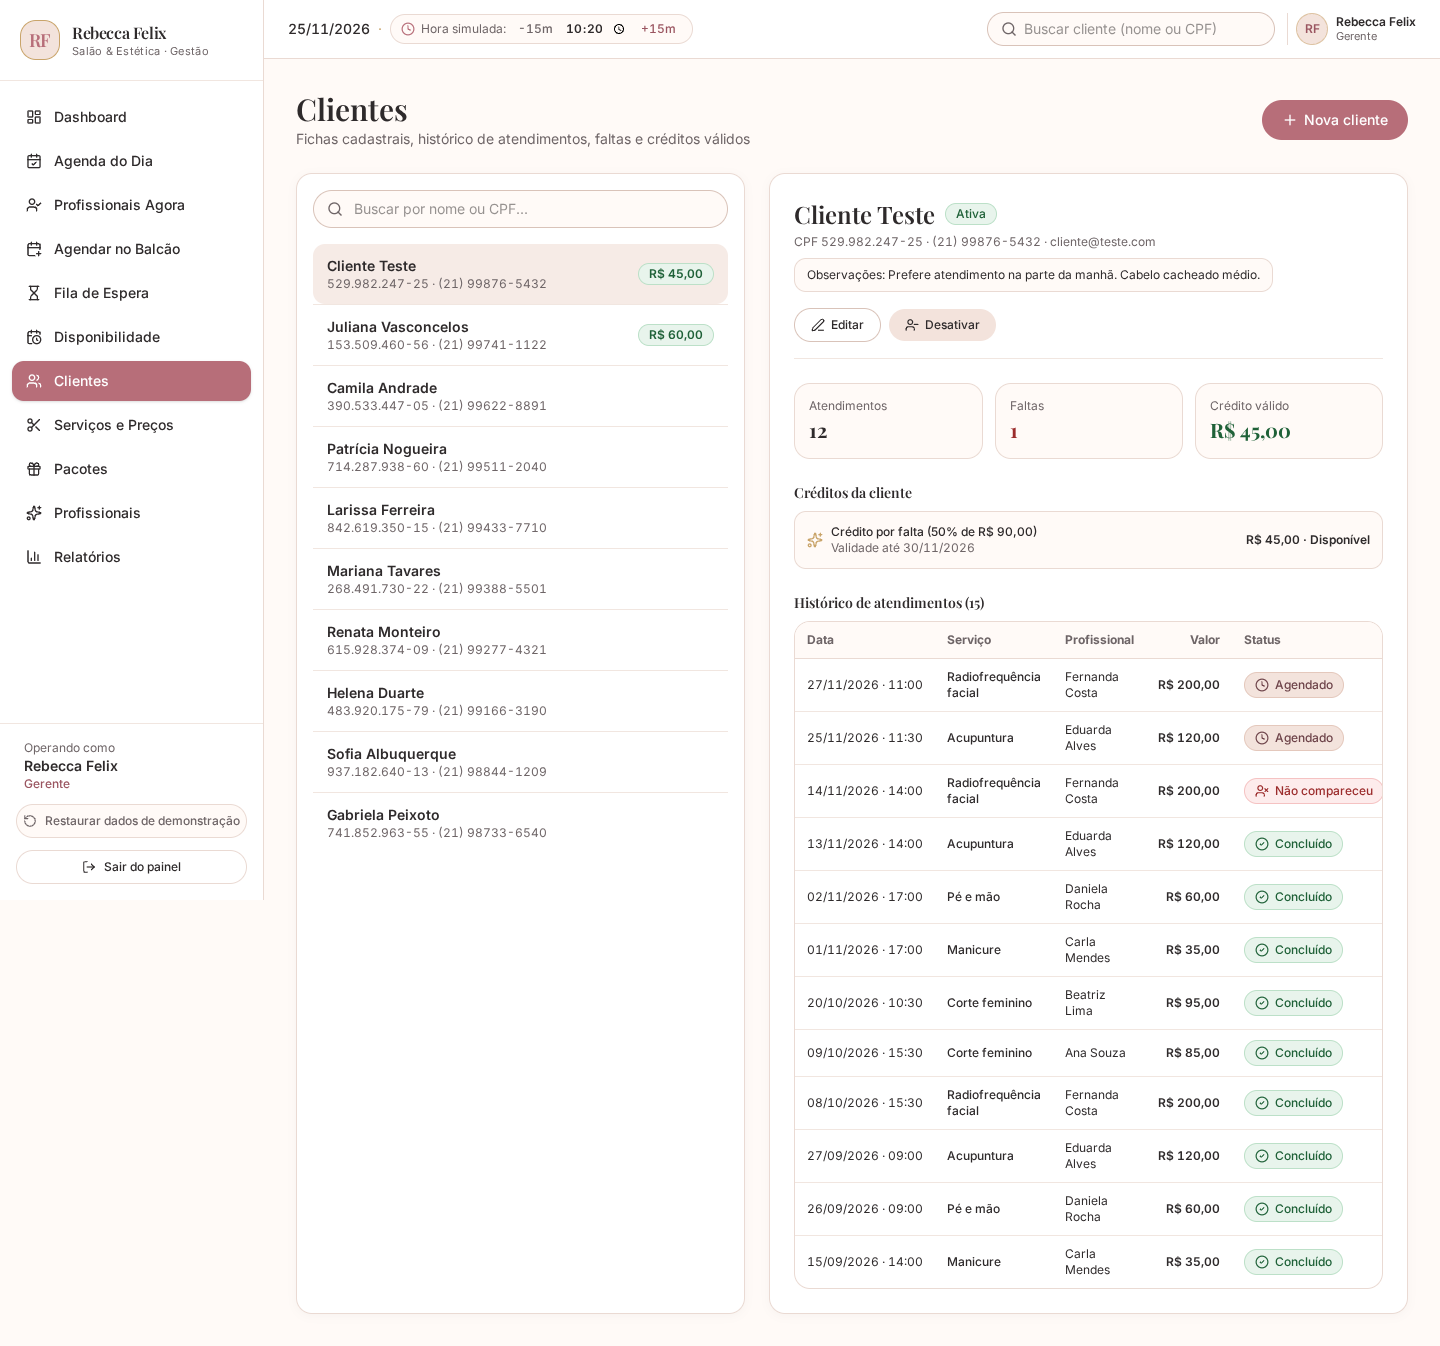 RF
Rebecca Felix
Salão & Estética · Gestão
Dashboard
Agenda do Dia
Profissionais Agora
Agendar no Balcão
Fila de Espera
Disponibilidade
Clientes
Serviços e Preços
Pacotes
Profissionais
Relatórios
Operando como
Rebecca Felix
Gerente
Restaurar dados de demonstração
Sair do painel
25/11/2026 · Hora simulada: -15m 10:20 +15m
Buscar cliente (nome ou CPF)
RF
Rebecca Felix
Gerente
Clientes
Fichas cadastrais, histórico de atendimentos, faltas e créditos válidos
Nova cliente
Buscar por nome ou CPF...
Cliente Teste
529.982.247-25 · (21) 99876-5432
R$ 45,00
Juliana Vasconcelos
153.509.460-56 · (21) 99741-1122
R$ 60,00
Camila Andrade
390.533.447-05 · (21) 99622-8891
Patrícia Nogueira
714.287.938-60 · (21) 99511-2040
Larissa Ferreira
842.619.350-15 · (21) 99433-7710
Mariana Tavares
268.491.730-22 · (21) 99388-5501
Renata Monteiro
615.928.374-09 · (21) 99277-4321
Helena Duarte
483.920.175-79 · (21) 99166-3190
Sofia Albuquerque
937.182.640-13 · (21) 98844-1209
Gabriela Peixoto
741.852.963-55 · (21) 98733-6540
Cliente Teste Ativa
CPF 529.982.247-25 · (21) 99876-5432 · cliente@teste.com
Observações: Prefere atendimento na parte da manhã. Cabelo cacheado médio.
Editar Desativar
Atendimentos
12
Faltas
1
Crédito válido
R$ 45,00
Créditos da cliente
Crédito por falta (50% de R$ 90,00)
Validade até 30/11/2026
R$ 45,00 · Disponível
Histórico de atendimentos (15)
Data Serviço Profissional Valor Status
27/11/2026 · 11:00 Radiofrequência facial Fernanda Costa R$ 200,00 Agendado
25/11/2026 · 11:30 Acupuntura Eduarda Alves R$ 120,00 Agendado
14/11/2026 · 14:00 Radiofrequência facial Fernanda Costa R$ 200,00 Não compareceu
13/11/2026 · 14:00 Acupuntura Eduarda Alves R$ 120,00 Concluído
02/11/2026 · 17:00 Pé e mão Daniela Rocha R$ 60,00 Concluído
01/11/2026 · 17:00 Manicure Carla Mendes R$ 35,00 Concluído
20/10/2026 · 10:30 Corte feminino Beatriz Lima R$ 95,00 Concluído
09/10/2026 · 15:30 Corte feminino Ana Souza R$ 85,00 Concluído
08/10/2026 · 15:30 Radiofrequência facial Fernanda Costa R$ 200,00 Concluído
27/09/2026 · 09:00 Acupuntura Eduarda Alves R$ 120,00 Concluído
26/09/2026 · 09:00 Pé e mão Daniela Rocha R$ 60,00 Concluído
15/09/2026 · 14:00 Manicure Carla Mendes R$ 35,00 Concluído